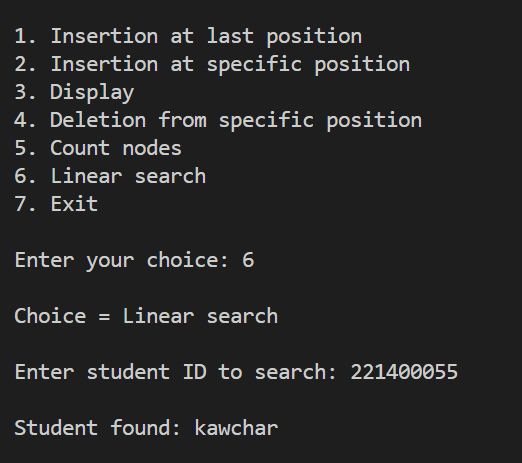 1. Insertion at last position
2. Insertion at specific position
3. Display
4. Deletion from specific position
5. Count nodes
6. Linear search
7. Exit
Enter your choice: 6
Choice = Linear search
Enter student ID to search: 221400055
Student found: kawchar